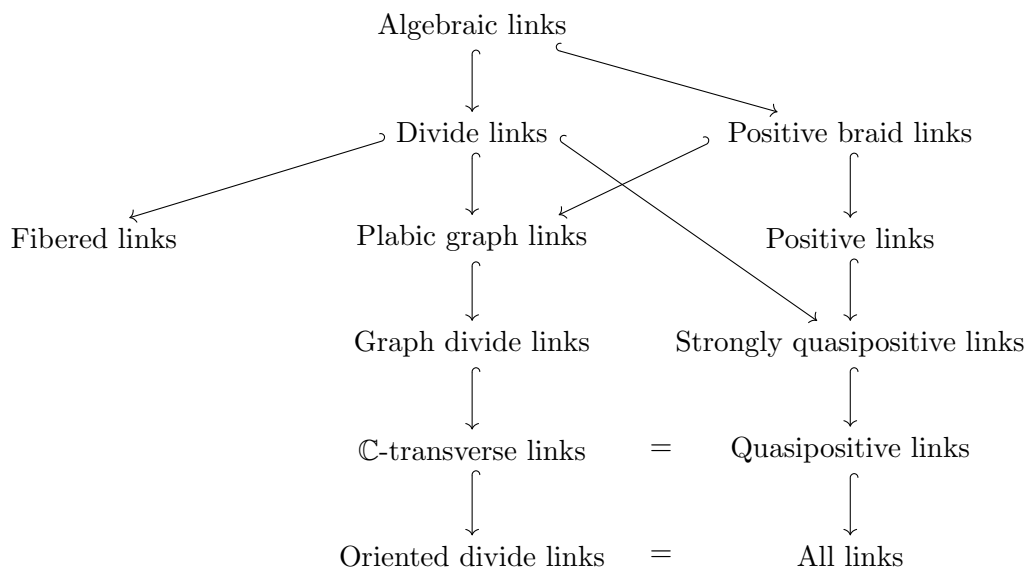 Algebraic links
Divide links Positive braid links
Fibered links Plabic graph links Positive links
Graph divide links Strongly quasipositive links
ℂ-transverse links = Quasipositive links
Oriented divide links = All links